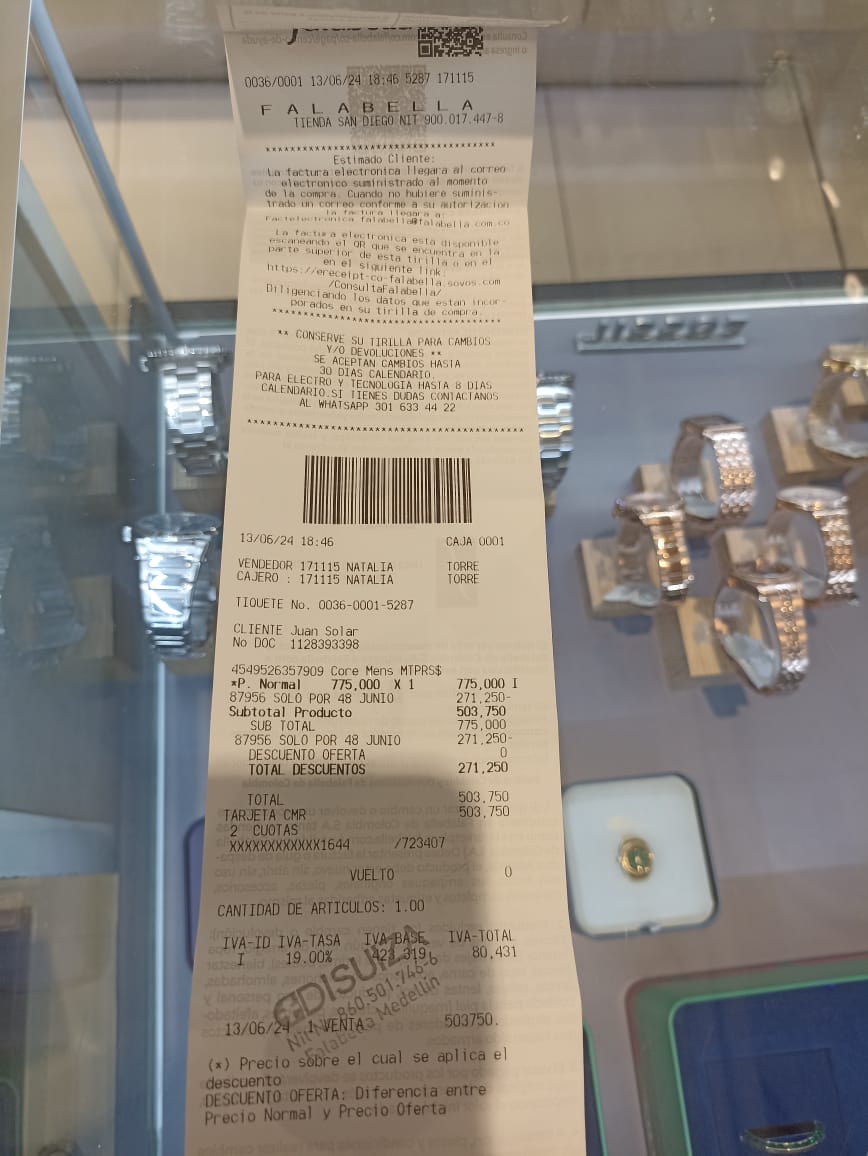 0036/0001 13/06/24 18:46 5287 171115
F A L A B E L L A
TIENDA SAN DIEGO NIT 900.017.447-8
Estimado Cliente:
La factura electronica llegara al correo
electronico suministrado al momento
de la compra. Cuando no hubiere suminis-
trado un correo conforme a su autorizacion
la factura llegara a:
Factelectronica.falabella@falabella.com.co
La factura electronica esta disponible
escaneando el QR que se encuentra en la
parte superior de esta tirilla o en el
en el siguiente link:
https://ereceipt-co-falabella.sovos.com
/ConsultaFalabella/
Diligenciando los datos que estan incor-
porados en su tirilla de compra.
** CONSERVE SU TIRILLA PARA CAMBIOS
Y/O DEVOLUCIONES **
SE ACEPTAN CAMBIOS HASTA
30 DIAS CALENDARIO.
PARA ELECTRO Y TECNOLOGIA HASTA 8 DIAS
CALENDARIO.SI TIENES DUDAS CONTACTANOS
AL WHATSAPP 301 633 44 22
13/06/24 18:46 CAJA 0001
VENDEDOR 171115 NATALIA TORRE
CAJERO : 171115 NATALIA TORRE
TIQUETE No. 0036-0001-5287
CLIENTE Juan Solar
No DOC 1128393398
4549526357909 Core Mens MTPRS$
*P. Normal 775,000 X 1 775,000 I
87956 SOLO POR 48 JUNIO 271,250-
Subtotal Producto 503,750
SUB TOTAL 775,000
87956 SOLO POR 48 JUNIO 271,250-
DESCUENTO OFERTA 0
TOTAL DESCUENTOS 271,250
TOTAL 503,750
TARJETA CMR 503,750
2 CUOTAS
XXXXXXXXXXXX1644 /723407
VUELTO 0
CANTIDAD DE ARTICULOS: 1.00
IVA-ID IVA-TASA IVA-BASE IVA-TOTAL
I 19.00% 423,319 80,431
EDISUIZA
Nit No. 860.501.746-6
Falabella Medellin
13/06/24 1 VENTA 503750.
(*) Precio sobre el cual se aplica el
descuento
DESCUENTO OFERTA: Diferencia entre
Precio Normal y Precio Oferta